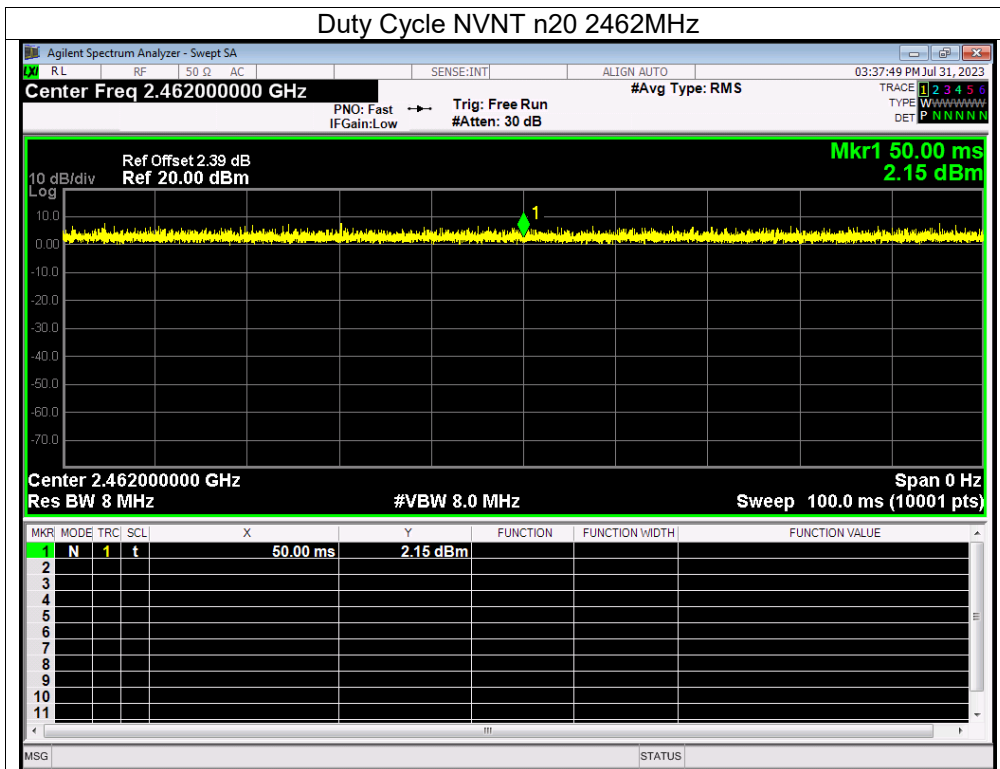 Duty Cycle NVNT n20 2462MHz
Agilent Spectrum Analyzer - Swept SA
LXI RL RF 50 Ω AC SENSE:INT ALIGN AUTO 03:37:49 PM Jul 31, 2023
Center Freq 2.462000000 GHz #Avg Type: RMS TRACE 1 2 3 4 5 6
PNO: Fast Trig: Free Run TYPE W
IFGain:Low #Atten: 30 dB DET P N N N N N
Mkr1 50.00 ms
Ref Offset 2.39 dB
10 dB/div Ref 20.00 dBm 2.15 dBm
Log
10.0
1
0.00
-10.0
-20.0
-30.0
-40.0
-50.0
-60.0
-70.0
Center 2.462000000 GHz Span 0 Hz
Res BW 8 MHz #VBW 8.0 MHz Sweep 100.0 ms (10001 pts)
MKR MODE TRC SCL X Y FUNCTION FUNCTION WIDTH FUNCTION VALUE
1 N 1 t 50.00 ms 2.15 dBm
2
3
4
5
6
7
8
9
10
11
MSG STATUS